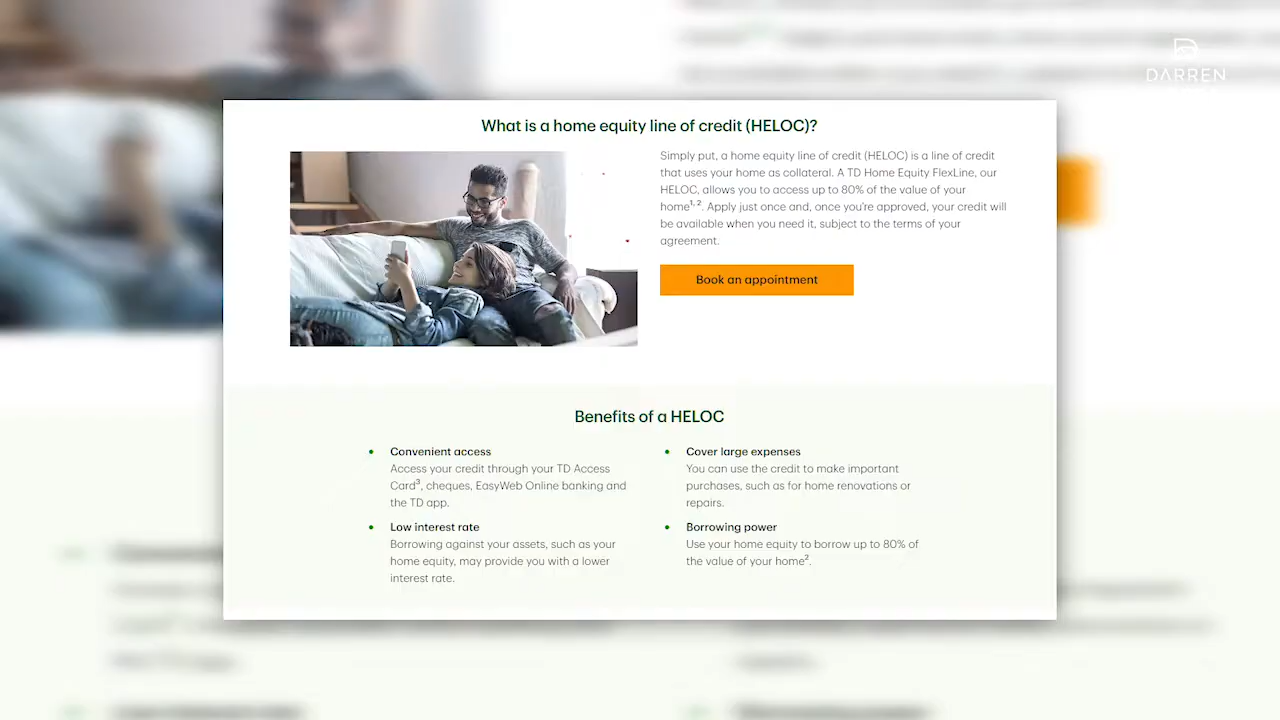 DARREN
What is a home equity line of credit (HELOC)?
Simply put, a home equity line of credit (HELOC) is a line of credit
that uses your home as collateral. A TD Home Equity FlexLine, our
HELOC, allows you to access up to 80% of the value of your
home1, 2. Apply just once and, once you're approved, your credit will
be available when you need it, subject to the terms of your
agreement.
Book an appointment
Benefits of a HELOC
Convenient access
Access your credit through your TD Access
Card3, cheques, EasyWeb Online banking and
the TD app.
Low interest rate
Borrowing against your assets, such as your
home equity, may provide you with a lower
interest rate.
Cover large expenses
You can use the credit to make important
purchases, such as for home renovations or
repairs.
Borrowing power
Use your home equity to borrow up to 80% of
the value of your home2.